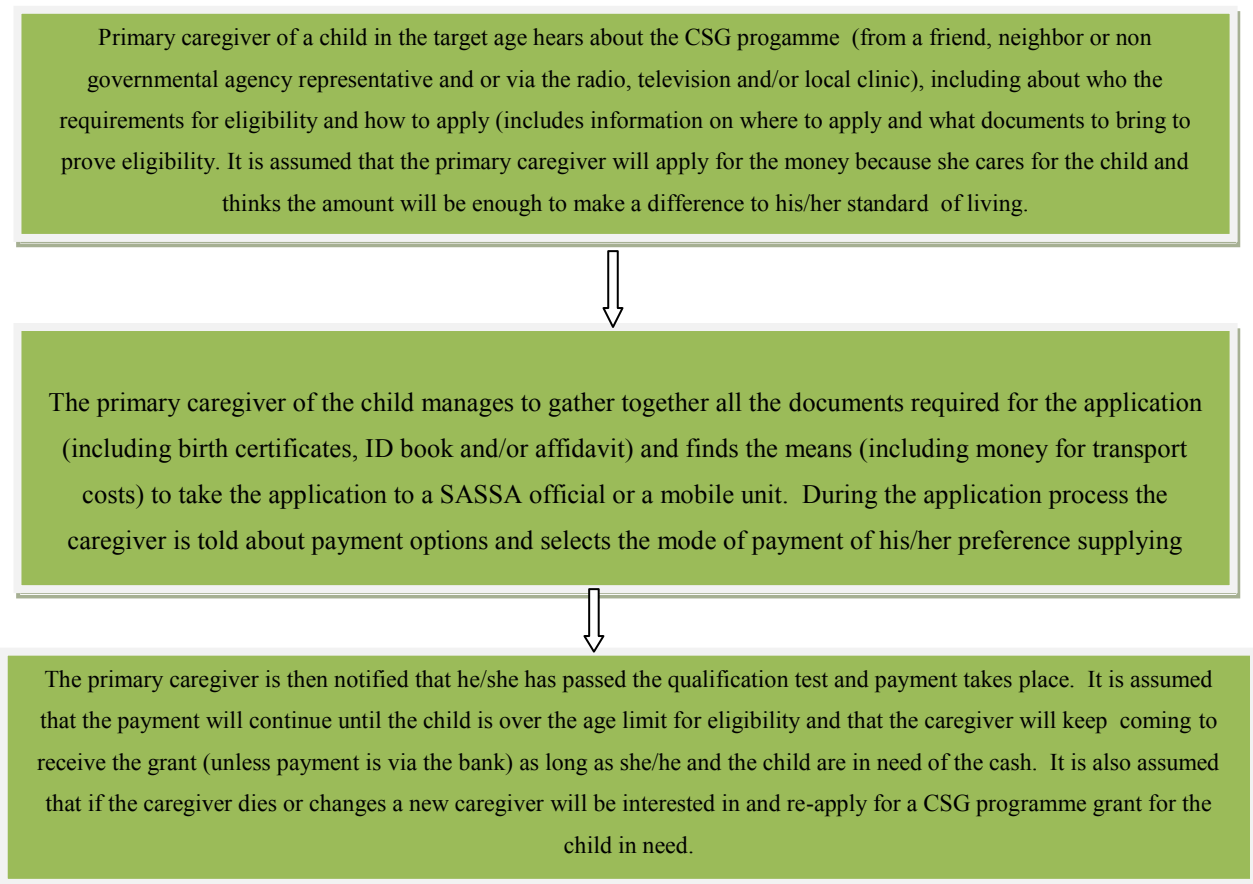 Primary caregiver of a child in the target age hears about the CSG progamme (from a friend, neighbor or non
governmental agency representative and or via the radio, television and/or local clinic), including about who the
requirements for eligibility and how to apply (includes information on where to apply and what documents to bring to
prove eligibility. It is assumed that the primary caregiver will apply for the money because she cares for the child and
thinks the amount will be enough to make a difference to his/her standard of living.
The primary caregiver of the child manages to gather together all the documents required for the application
(including birth certificates, ID book and/or affidavit) and finds the means (including money for transport
costs) to take the application to a SASSA official or a mobile unit. During the application process the
caregiver is told about payment options and selects the mode of payment of his/her preference supplying
The primary caregiver is then notified that he/she has passed the qualification test and payment takes place. It is assumed
that the payment will continue until the child is over the age limit for eligibility and that the caregiver will keep coming to
receive the grant (unless payment is via the bank) as long as she/he and the child are in need of the cash. It is also assumed
that if the caregiver dies or changes a new caregiver will be interested in and re-apply for a CSG programme grant for the
child in need.